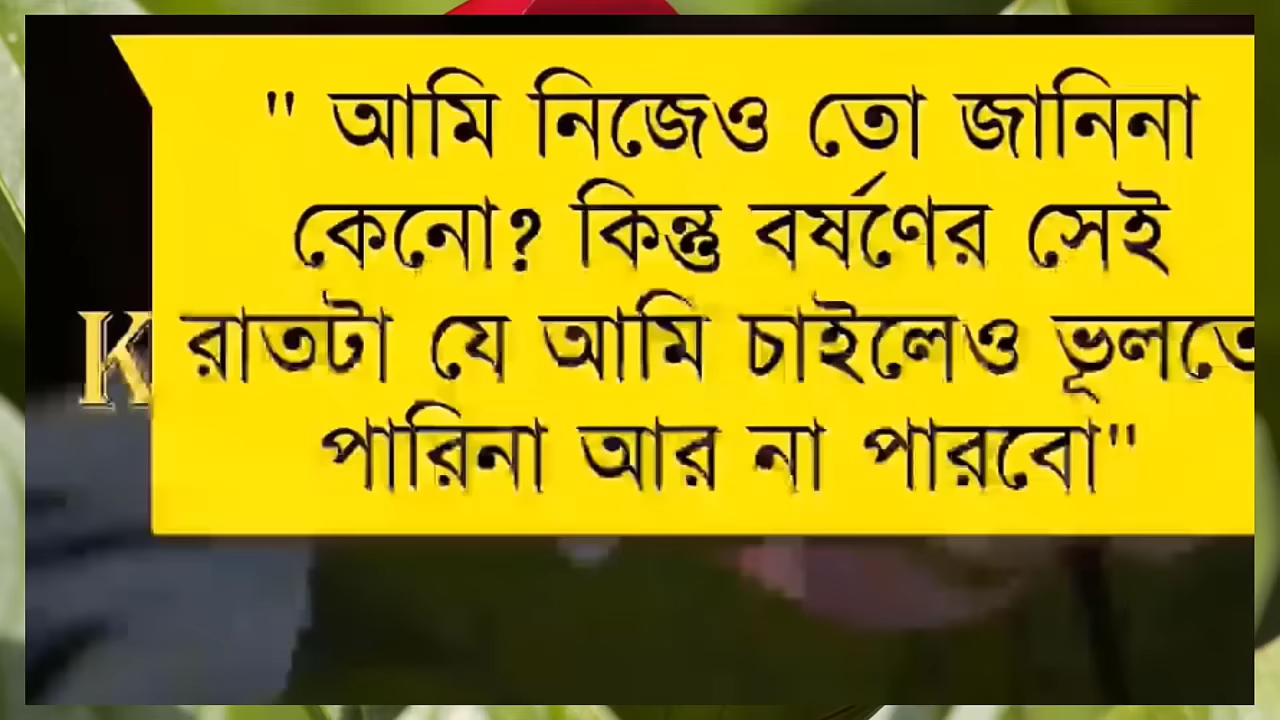 " আমি নিজেও তো জানিনা
কেনো? কিন্তু বর্ষণের সেই
রাতটা যে আমি চাইলেও ভূলতে
পারিনা আর না পারবো"
K